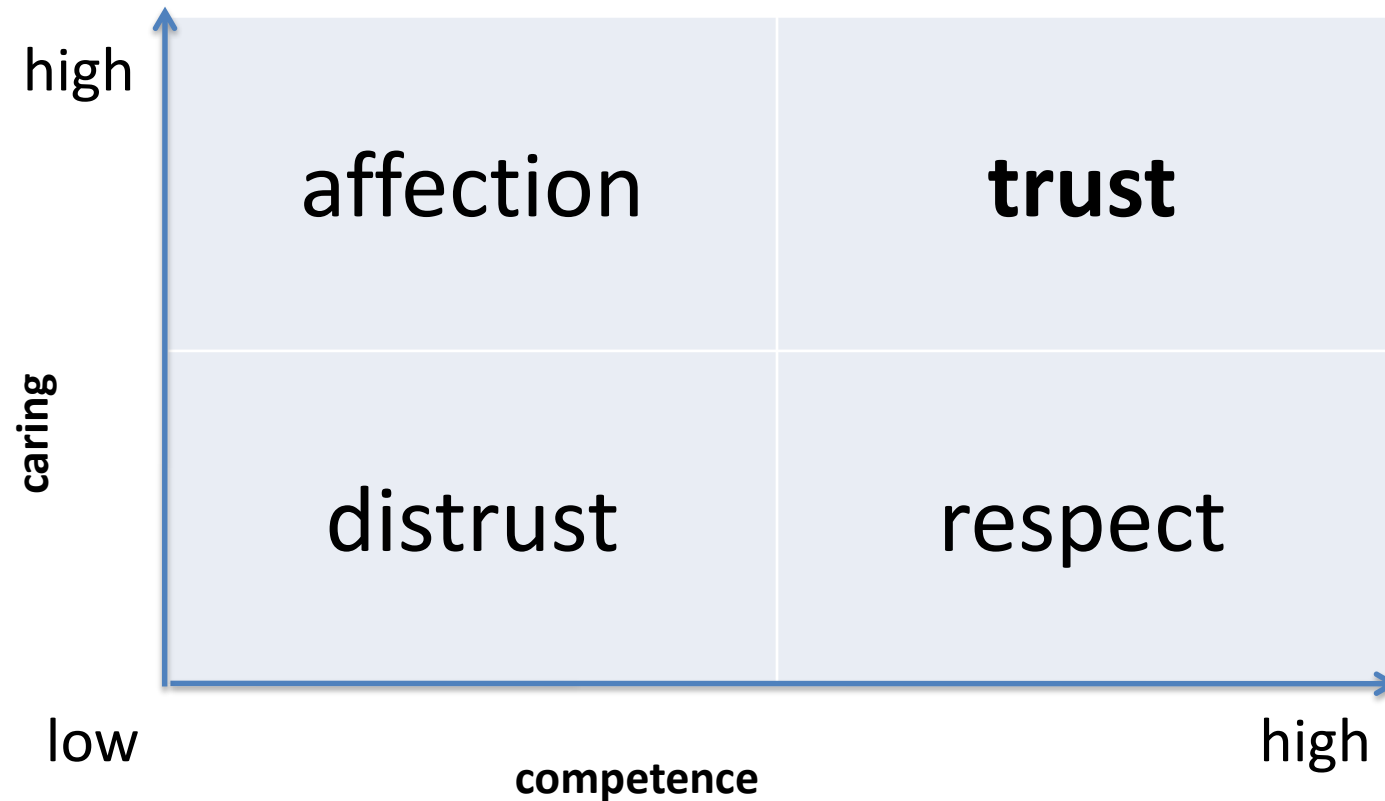 high
affection
trust
caring
distrust
respect
low
high
competence